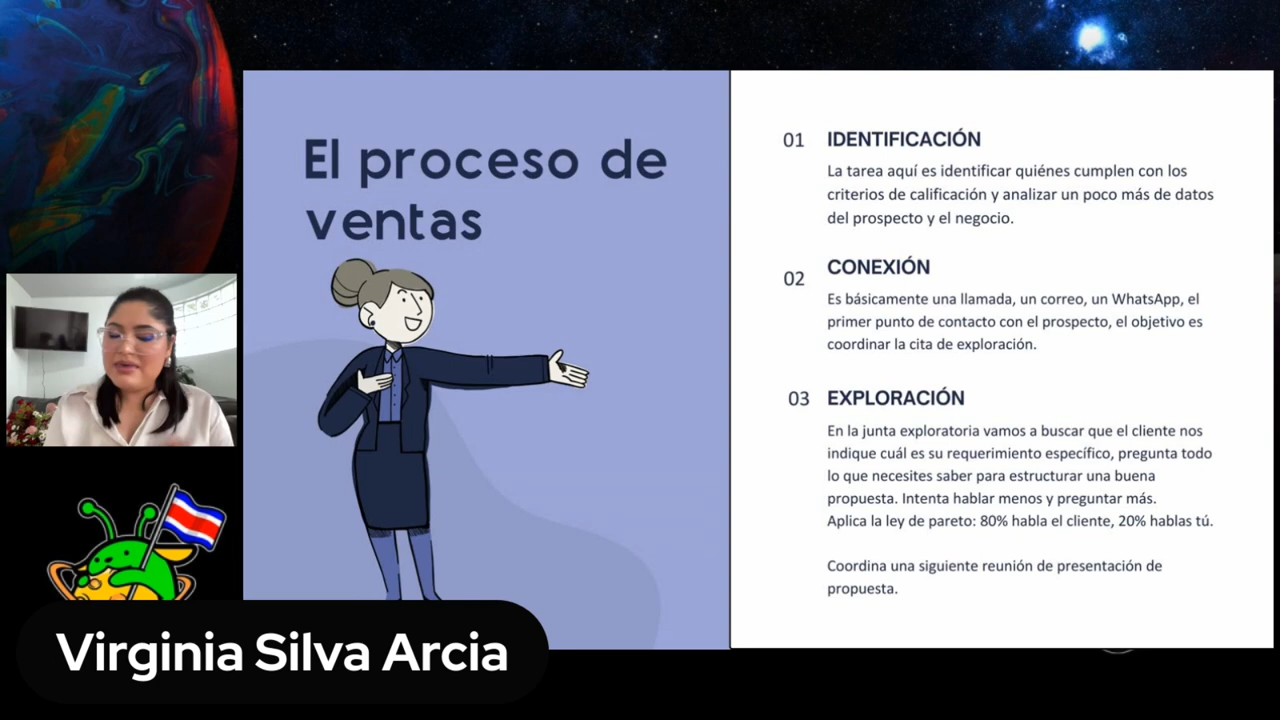 El proceso de
ventas
01 IDENTIFICACIÓN
La tarea aquí es identificar quiénes cumplen con los
criterios de calificación y analizar un poco más de datos
del prospecto y el negocio.
02 CONEXIÓN
Es básicamente una llamada, un correo, un WhatsApp, el
primer punto de contacto con el prospecto, el objetivo es
coordinar la cita de exploración.
03 EXPLORACIÓN
En la junta exploratoria vamos a buscar que el cliente nos
indique cuál es su requerimiento específico, pregunta todo
lo que necesites saber para estructurar una buena
propuesta. Intenta hablar menos y preguntar más.
Aplica la ley de pareto: 80% habla el cliente, 20% hablas tú.
Coordina una siguiente reunión de presentación de
propuesta.
Virginia Silva Arcia